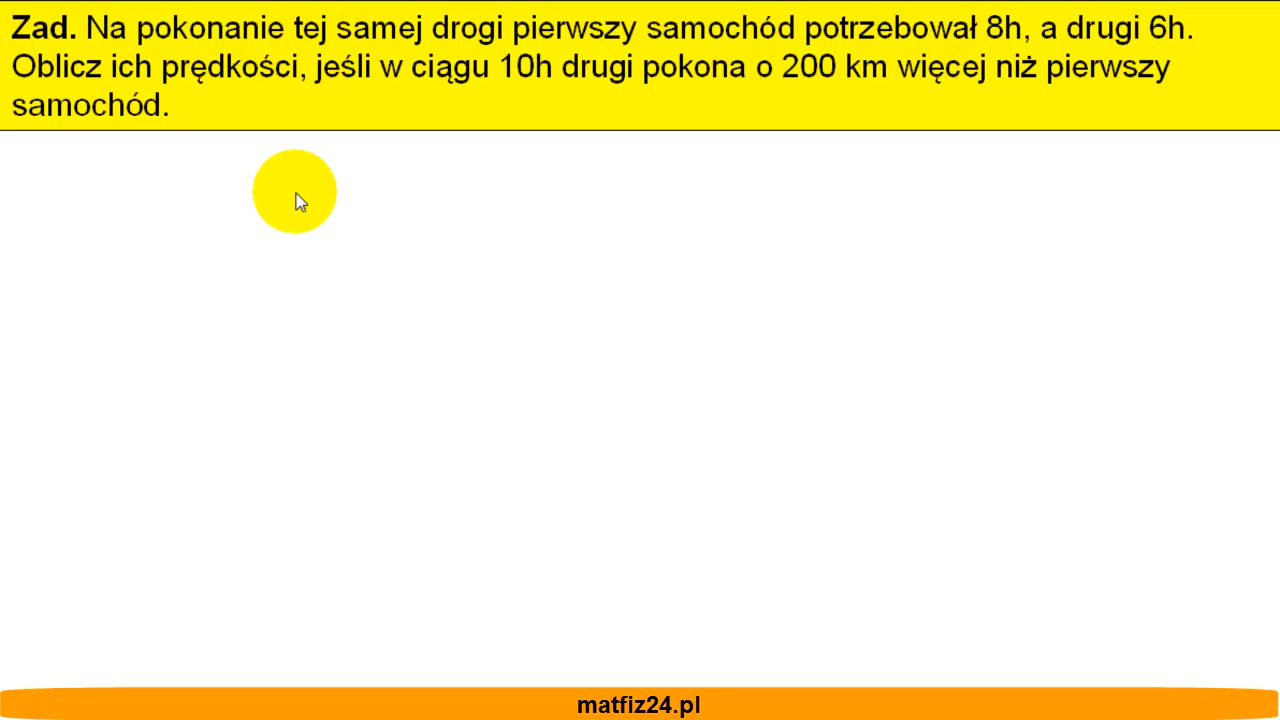 Zad. Na pokonanie tej samej drogi pierwszy samochód potrzebował 8h, a drugi 6h.
Oblicz ich prędkości, jeśli w ciągu 10h drugi pokona o 200 km więcej niż pierwszy
samochód.
matfiz24.pl